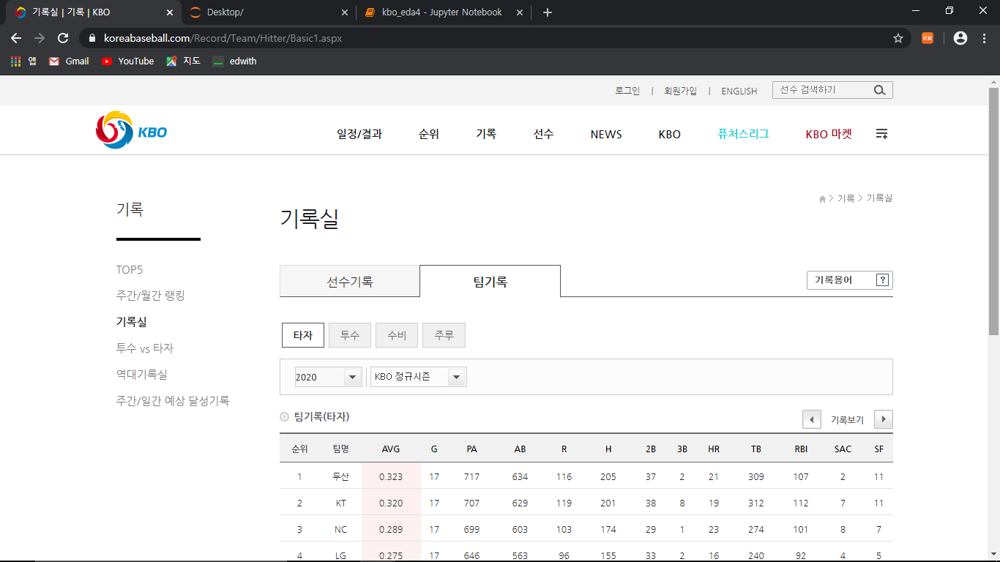 기록실 | 기록 | KBO
Desktop/
kbo_eda4 - Jupyter Notebook
koreabaseball.com/Record/Team/Hitter/Basic1.aspx
EX
앱 Gmail YouTube 지도 edwith
로그인 | 회원가입 | ENGLISH 선수 검색하기
KBO 일정/결과 순위 기록 선수 NEWS KBO 퓨처스리그 KBO 마켓
> 기록 > 기록실
기록
기록실
TOP5
주간/월간 랭킹
기록실
투수 vs 타자
역대기록실
주간/일간 예상 달성기록
선수기록 팀기록 기록용어 ?
타자 투수 수비 주루
2020 KBO 정규시즌
팀기록(타자) 기록보기
순위 팀명 AVG G PA AB R H 2B 3B HR TB RBI SAC SF
1 두산 0.323 17 717 634 116 205 37 2 21 309 107 2 11
2 KT 0.320 17 707 629 119 201 38 8 19 312 112 7 11
3 NC 0.289 17 699 603 103 174 29 1 23 274 101 8 7
4 LG 0.275 17 646 563 96 155 33 2 16 240 92 4 5